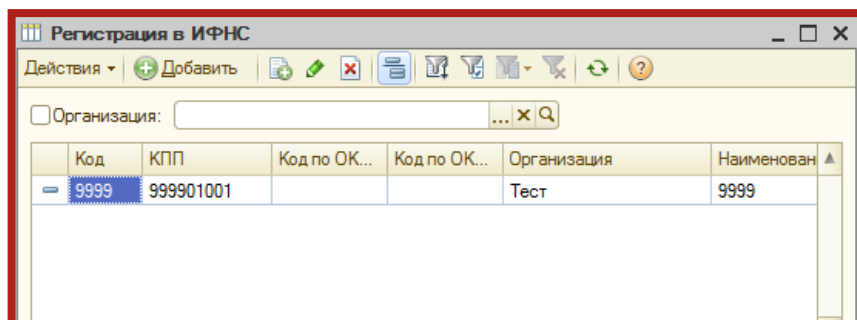 Регистрация в ИФНС
Действия Добавить
Организация:
Код КПП Код по ОК... Код по ОК... Организация Наименован
9999 999901001 Тест 9999